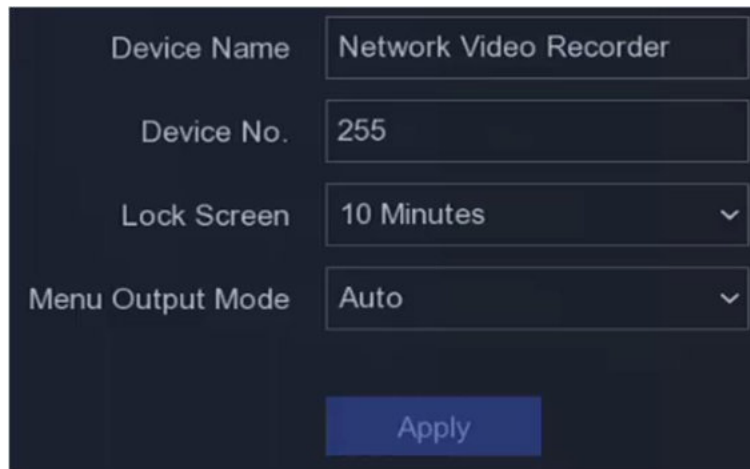 Device Name Network Video Recorder
Device No. 255
Lock Screen 10 Minutes
Menu Output Mode Auto
Apply